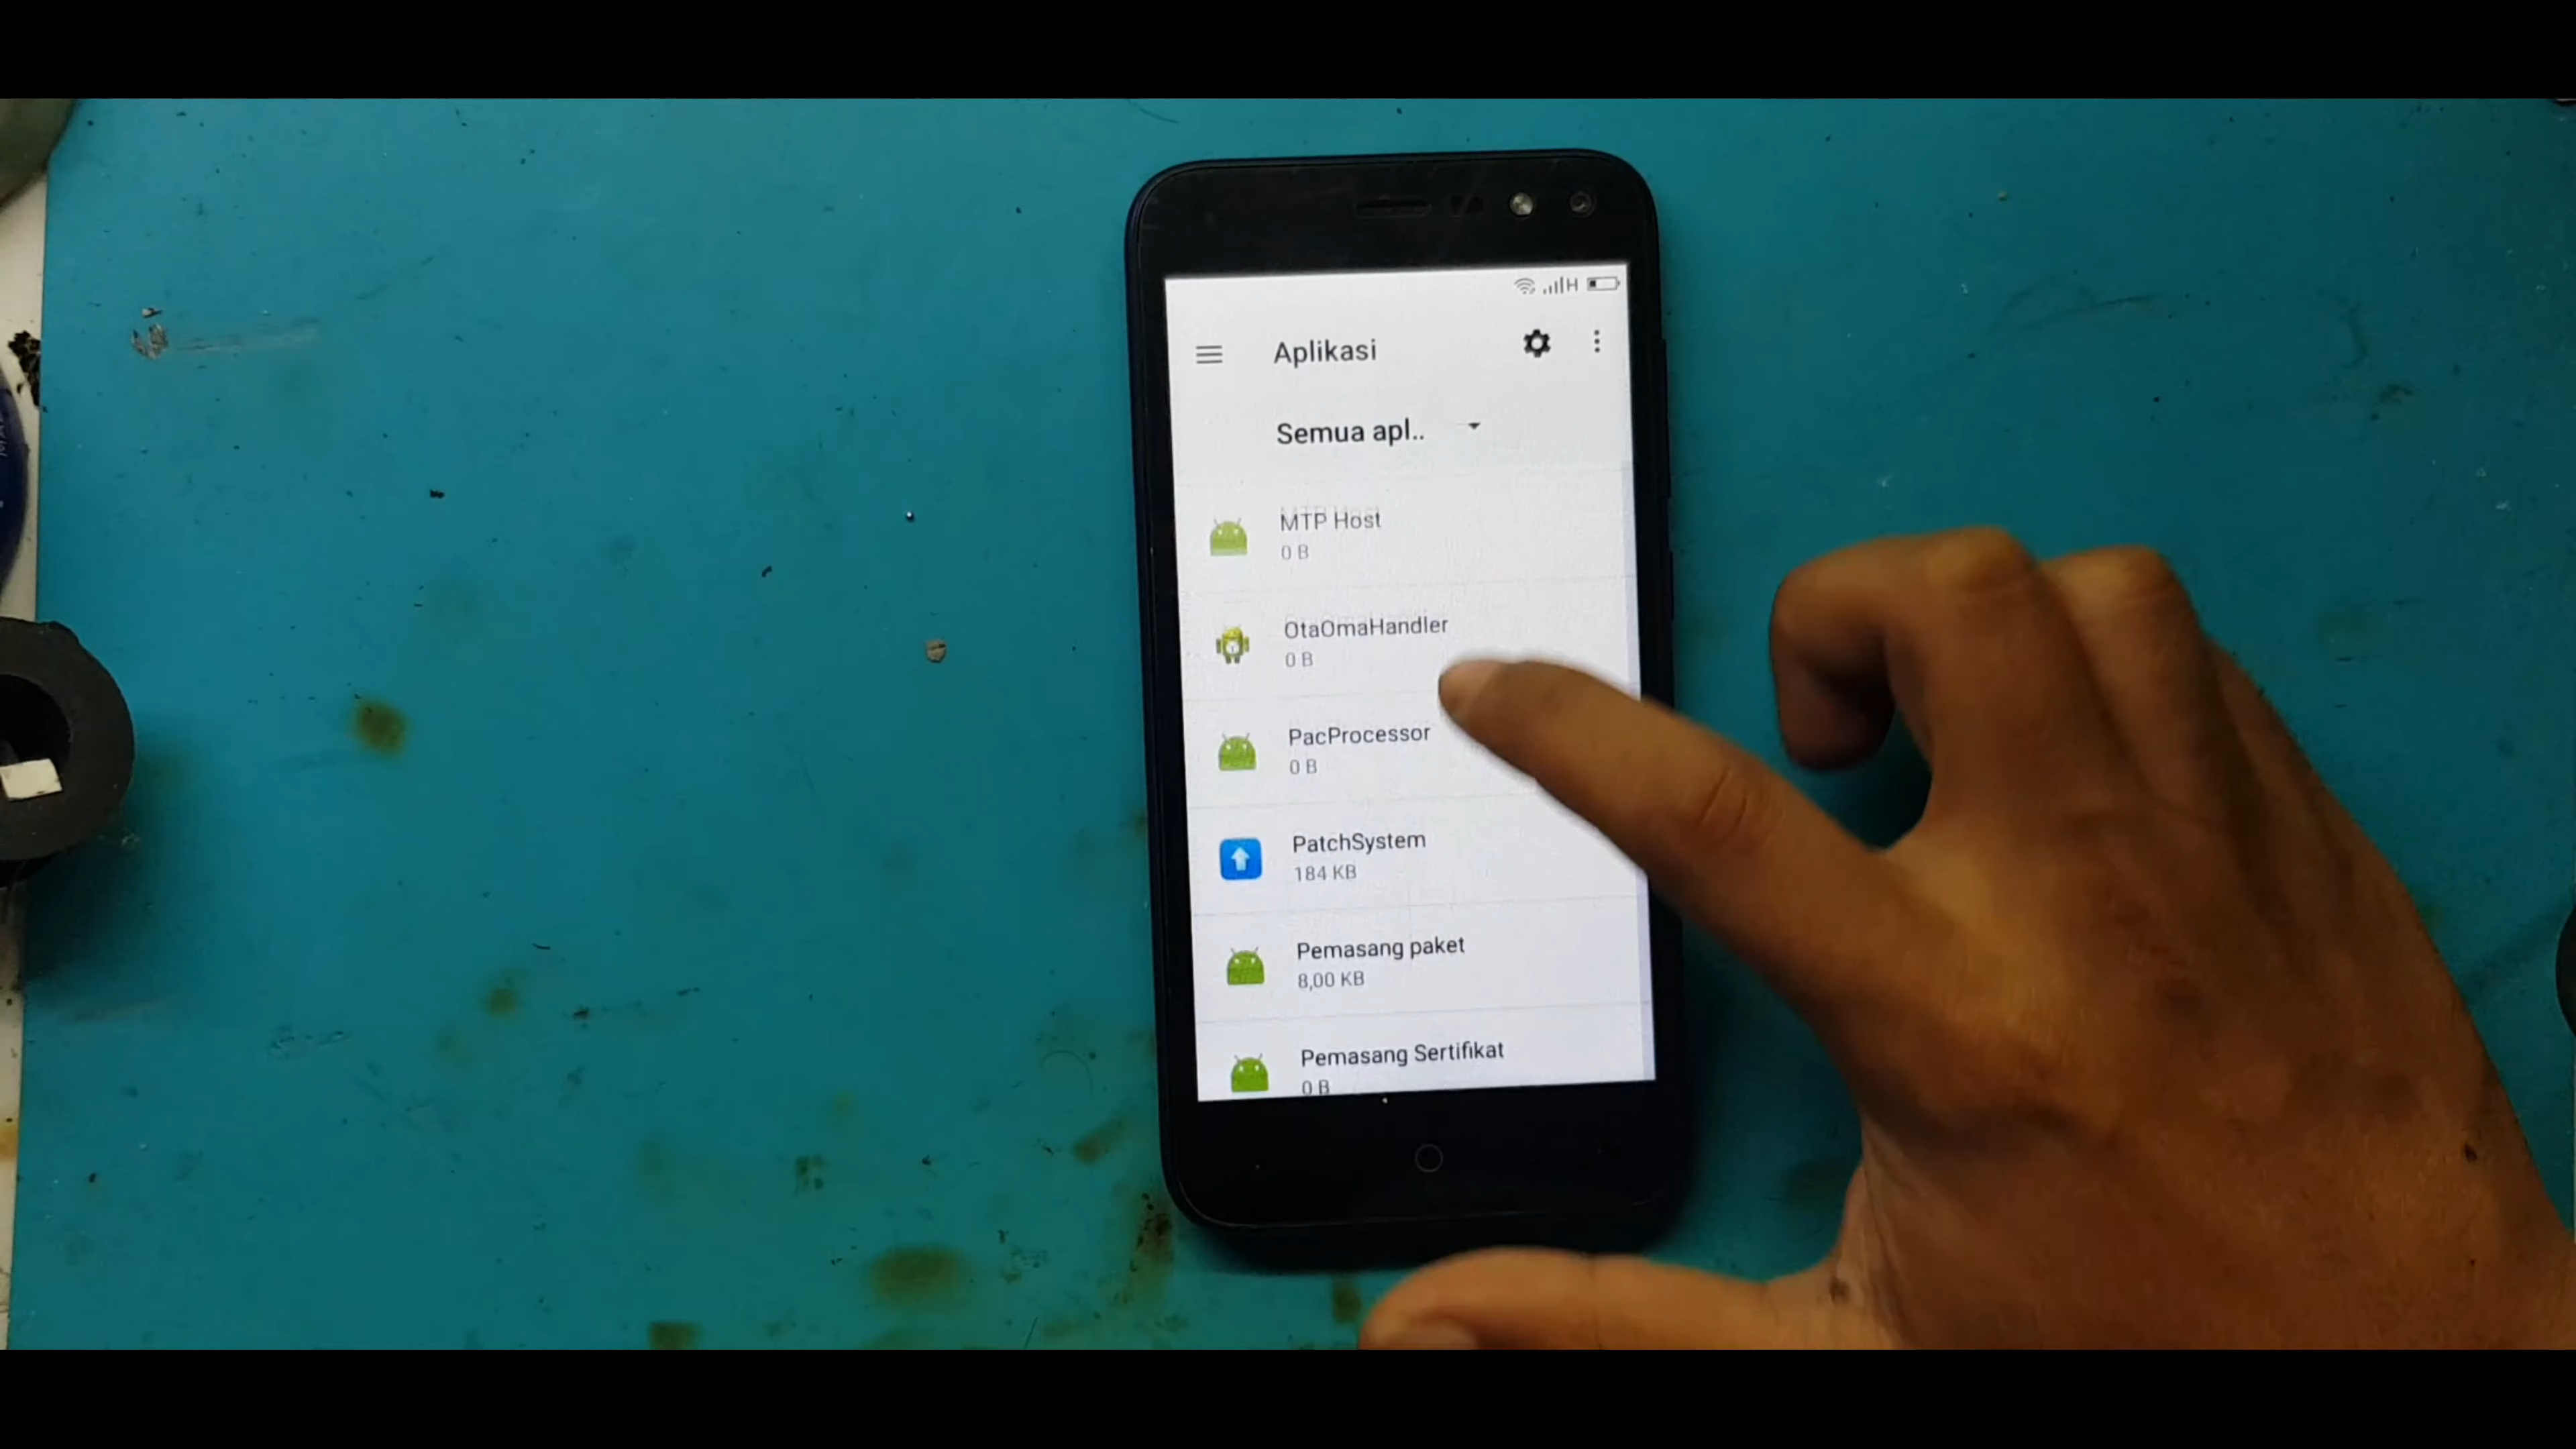 H
Aplikasi
Semua apl..
MTP Host
0 B
OtaOmaHandler
0 B
PacProcessor
0 B
PatchSystem
184 KB
Pemasang paket
8,00 KB
Pemasang Sertifikat
0 B